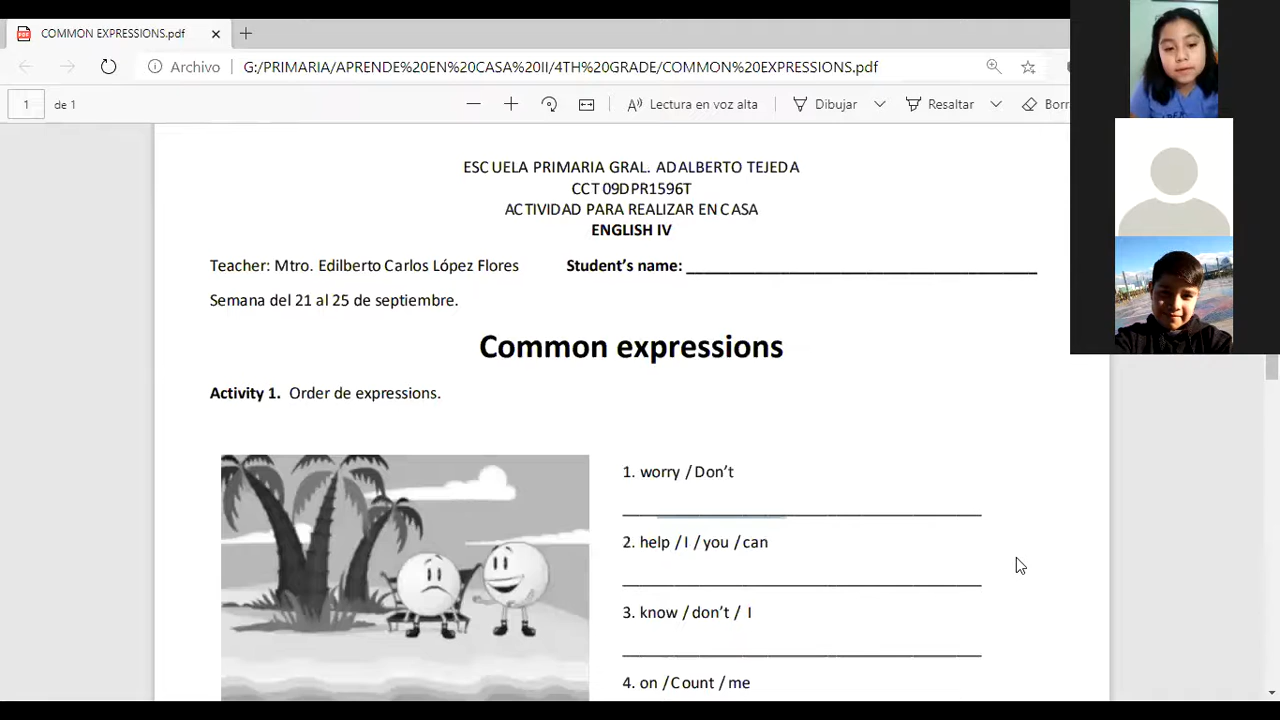 COMMON EXPRESSIONS.pdf
Archivo G:/PRIMARIA/APRENDE%20EN%20CASA%20II/4TH%20GRADE/COMMON%20EXPRESSIONS.pdf
1 de 1 Lectura en voz alta Dibujar Resaltar Borr
ESCUELA PRIMARIA GRAL. ADALBERTO TEJEDA
CCT 09DPR1596T
ACTIVIDAD PARA REALIZAR EN CASA
ENGLISH IV
Teacher: Mtro. Edilberto Carlos López Flores Student's name:
Semana del 21 al 25 de septiembre.
Common expressions
Activity 1. Order de expressions.
1. worry / Don't
2. help / I / you / can
3. know / don't / I
4. on / Count / me